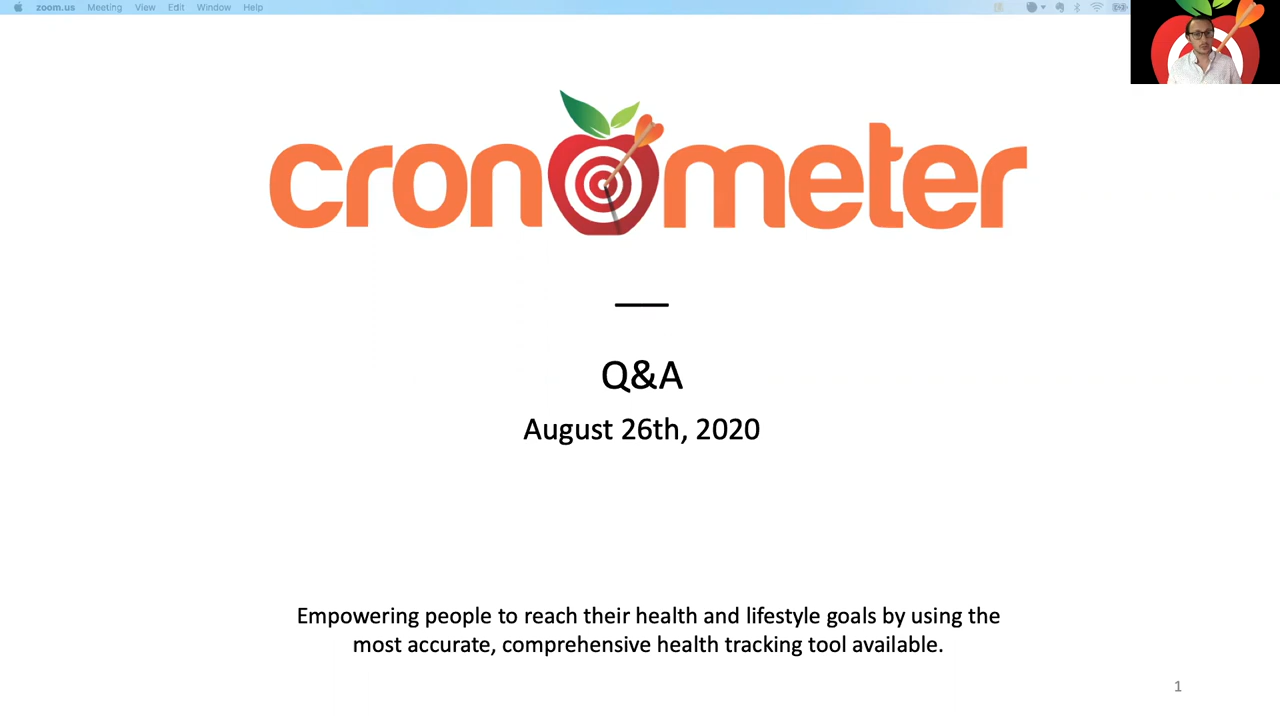 zoom.us Meeting View Edit Window Help
cronometer
Q&A
August 26th, 2020
Empowering people to reach their health and lifestyle goals by using the
most accurate, comprehensive health tracking tool available.
1